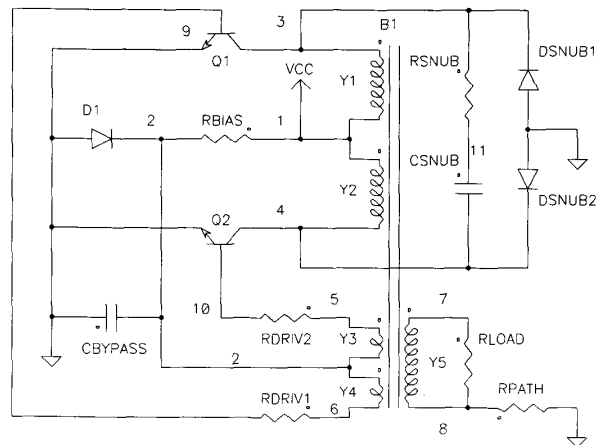 9
3
B1
Q1
VCC
Y1
RSNUB
DSNUB1
D1
2
RBIAS
1
CSNUB
11
Y2
Q2
4
DSNUB2
10
5
7
RDRIV2
Y3
RLOAD
CBYPASS
2
Y5
Y4
RPATH
RDRIV1
6
8